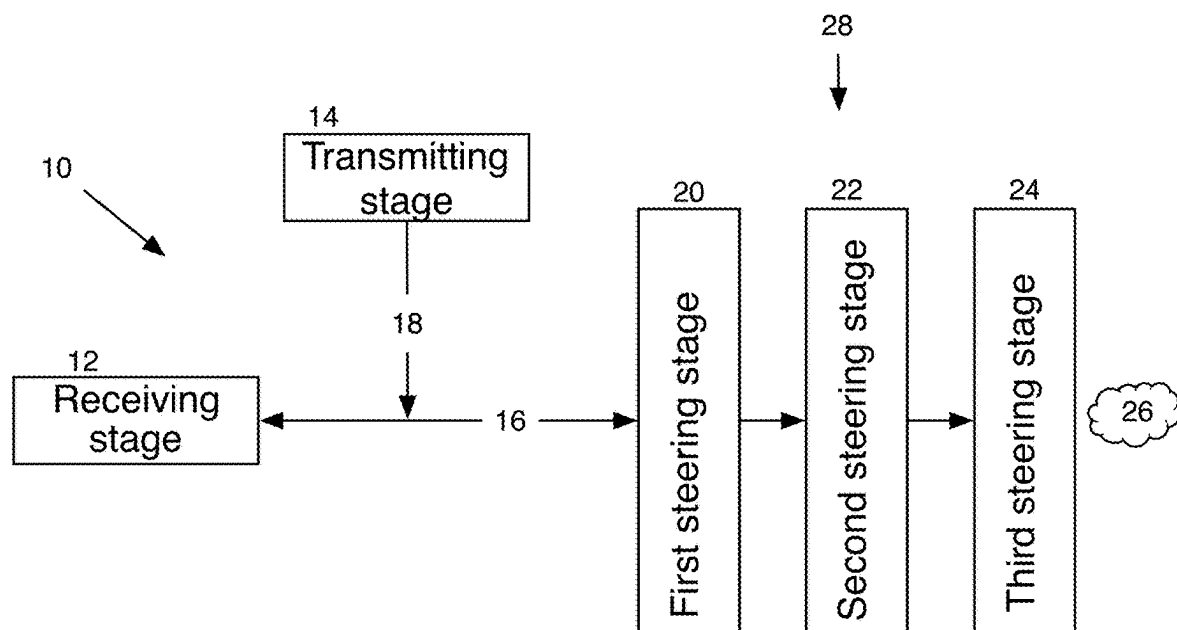 28
14
Transmitting
stage
10
20
22
24
18
12
Receiving
stage
16
First steering stage
Second steering stage
Third steering stage
26